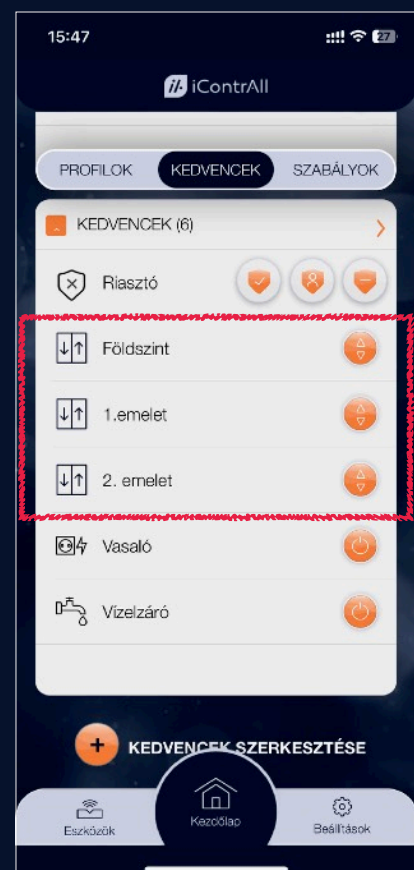 15:47
27
iContrAll
PROFILOK KEDVENCEK SZABÁLYOK
KEDVENCEK (6)
Riasztó
Földszint
1.emelet
2. emelet
Vasaló
Vízelzáró
KEDVENCEK SZERKESZTÉSE
Eszközök Kezdőlap Beállítások